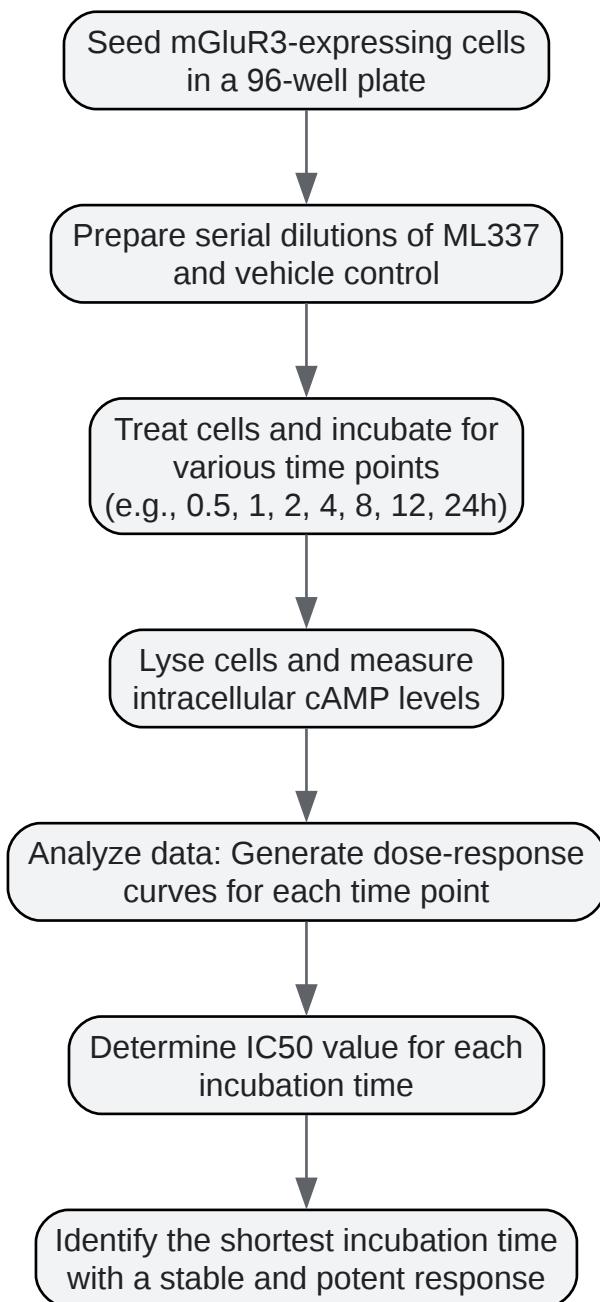 Seed mGluR3-expressing cells
in a 96-well plate
Prepare serial dilutions of ML337
and vehicle control
Treat cells and incubate for
various time points
(e.g., 0.5, 1, 2, 4, 8, 12, 24h)
Lyse cells and measure
intracellular cAMP levels
Analyze data: Generate dose-response
curves for each time point
Determine IC50 value for each
incubation time
Identify the shortest incubation time
with a stable and potent response